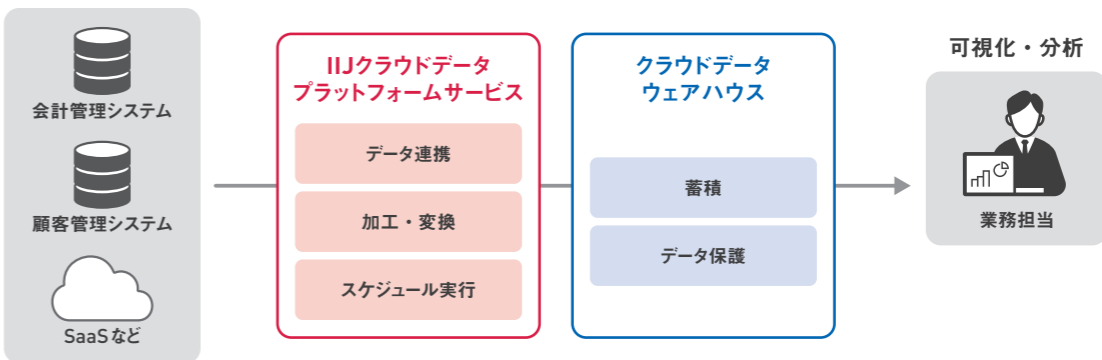 会計管理システム
顧客管理システム
SaaSなど
IIJクラウドデータ
プラットフォームサービス
データ連携
加工・変換
スケジュール実行
クラウドデータ
ウェアハウス
蓄積
データ保護
可視化・分析
業務担当